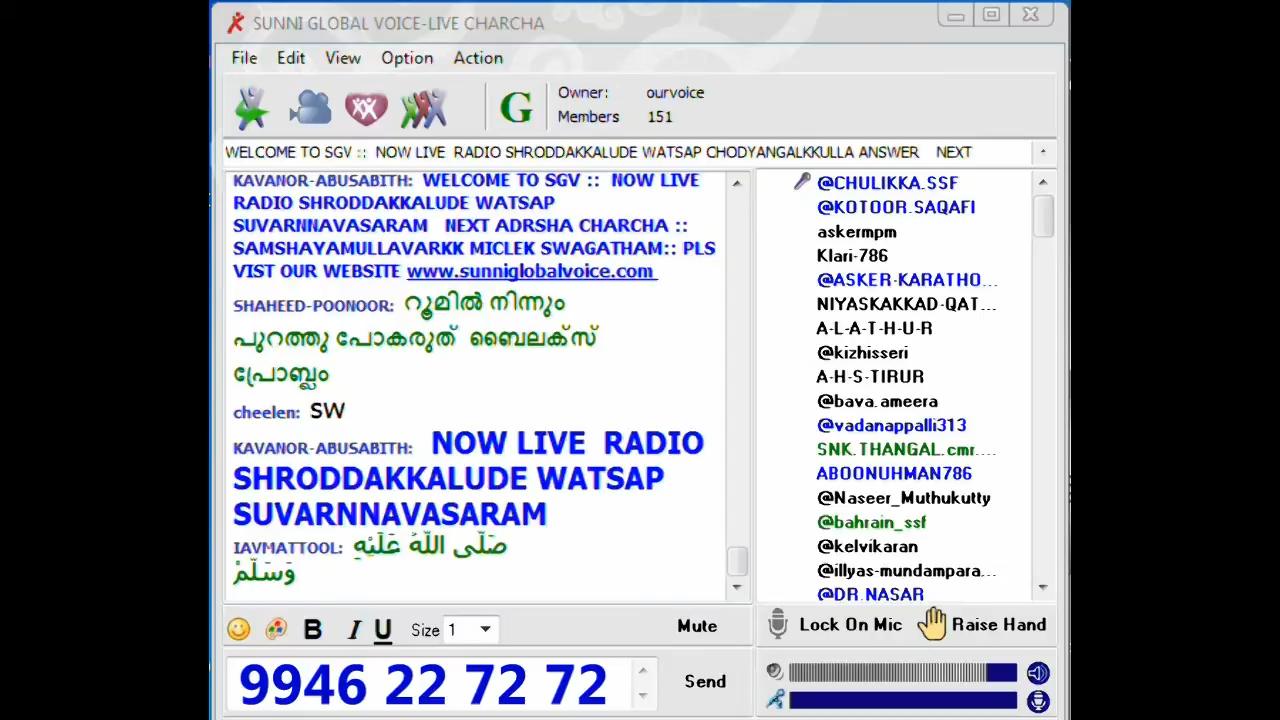 SUNNI GLOBAL VOICE-LIVE CHARCHA
File Edit View Option Action
G
Owner: ourvoice
Members 151
WELCOME TO SGV :: NOW LIVE RADIO SHRODDAKKALUDE WATSAP CHODYANGALKKULLA ANSWER NEXT
KAVANOR-ABUSABITH: WELCOME TO SGV :: NOW LIVE
RADIO SHRODDAKKALUDE WATSAP
SUVARNNAVASARAM NEXT ADRSHA CHARCHA ::
SAMSHAYAMULLAVARKK MICLEK SWAGATHAM:: PLS
VIST OUR WEBSITE www.sunniglobalvoice.com
SHAHEED-POONOOR: റൂമിൽ നിന്നും
പുറത്തു പോകരുത് ബൈലക്സ്
പ്രോബ്ലം
cheelen: SW
KAVANOR-ABUSABITH: NOW LIVE RADIO
SHRODDAKKALUDE WATSAP
SUVARNNAVASARAM
IAVMATTOOL: صَلّى اللّهُ عَلَيْهِ
وَسَلّمْ
@CHULIKKA.SSF
@KOTOOR.SAQAFI
askermpm
Klari-786
@ASKER-KARATHO...
NIYASKAKKAD-QAT...
A-L-A-T-H-U-R
@kizhisseri
A-H-S-TIRUR
@bava.ameera
@vadanappalli313
SNK.THANGAL.cmr....
ABOONUHMAN786
@Naseer_Muthukutty
@bahrain_ssf
@kelvikaran
@illyas-mundampara...
@DR.NASAR
B I U Size 1 Mute
Lock On Mic Raise Hand
9946 22 72 72
Send